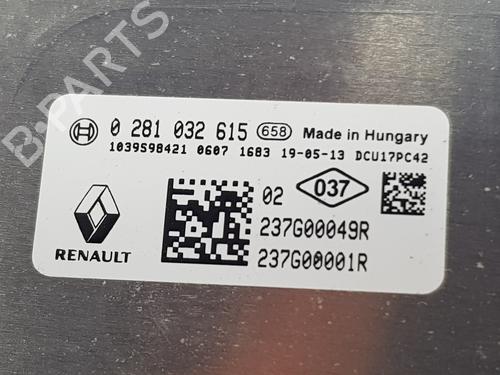 B-PARTS
0 281 032 615 658 Made in Hungary
1039S98421 0607 1683 19-05-13 DCU17PC42
02 037
237G00049R
RENAULT 237G00001R